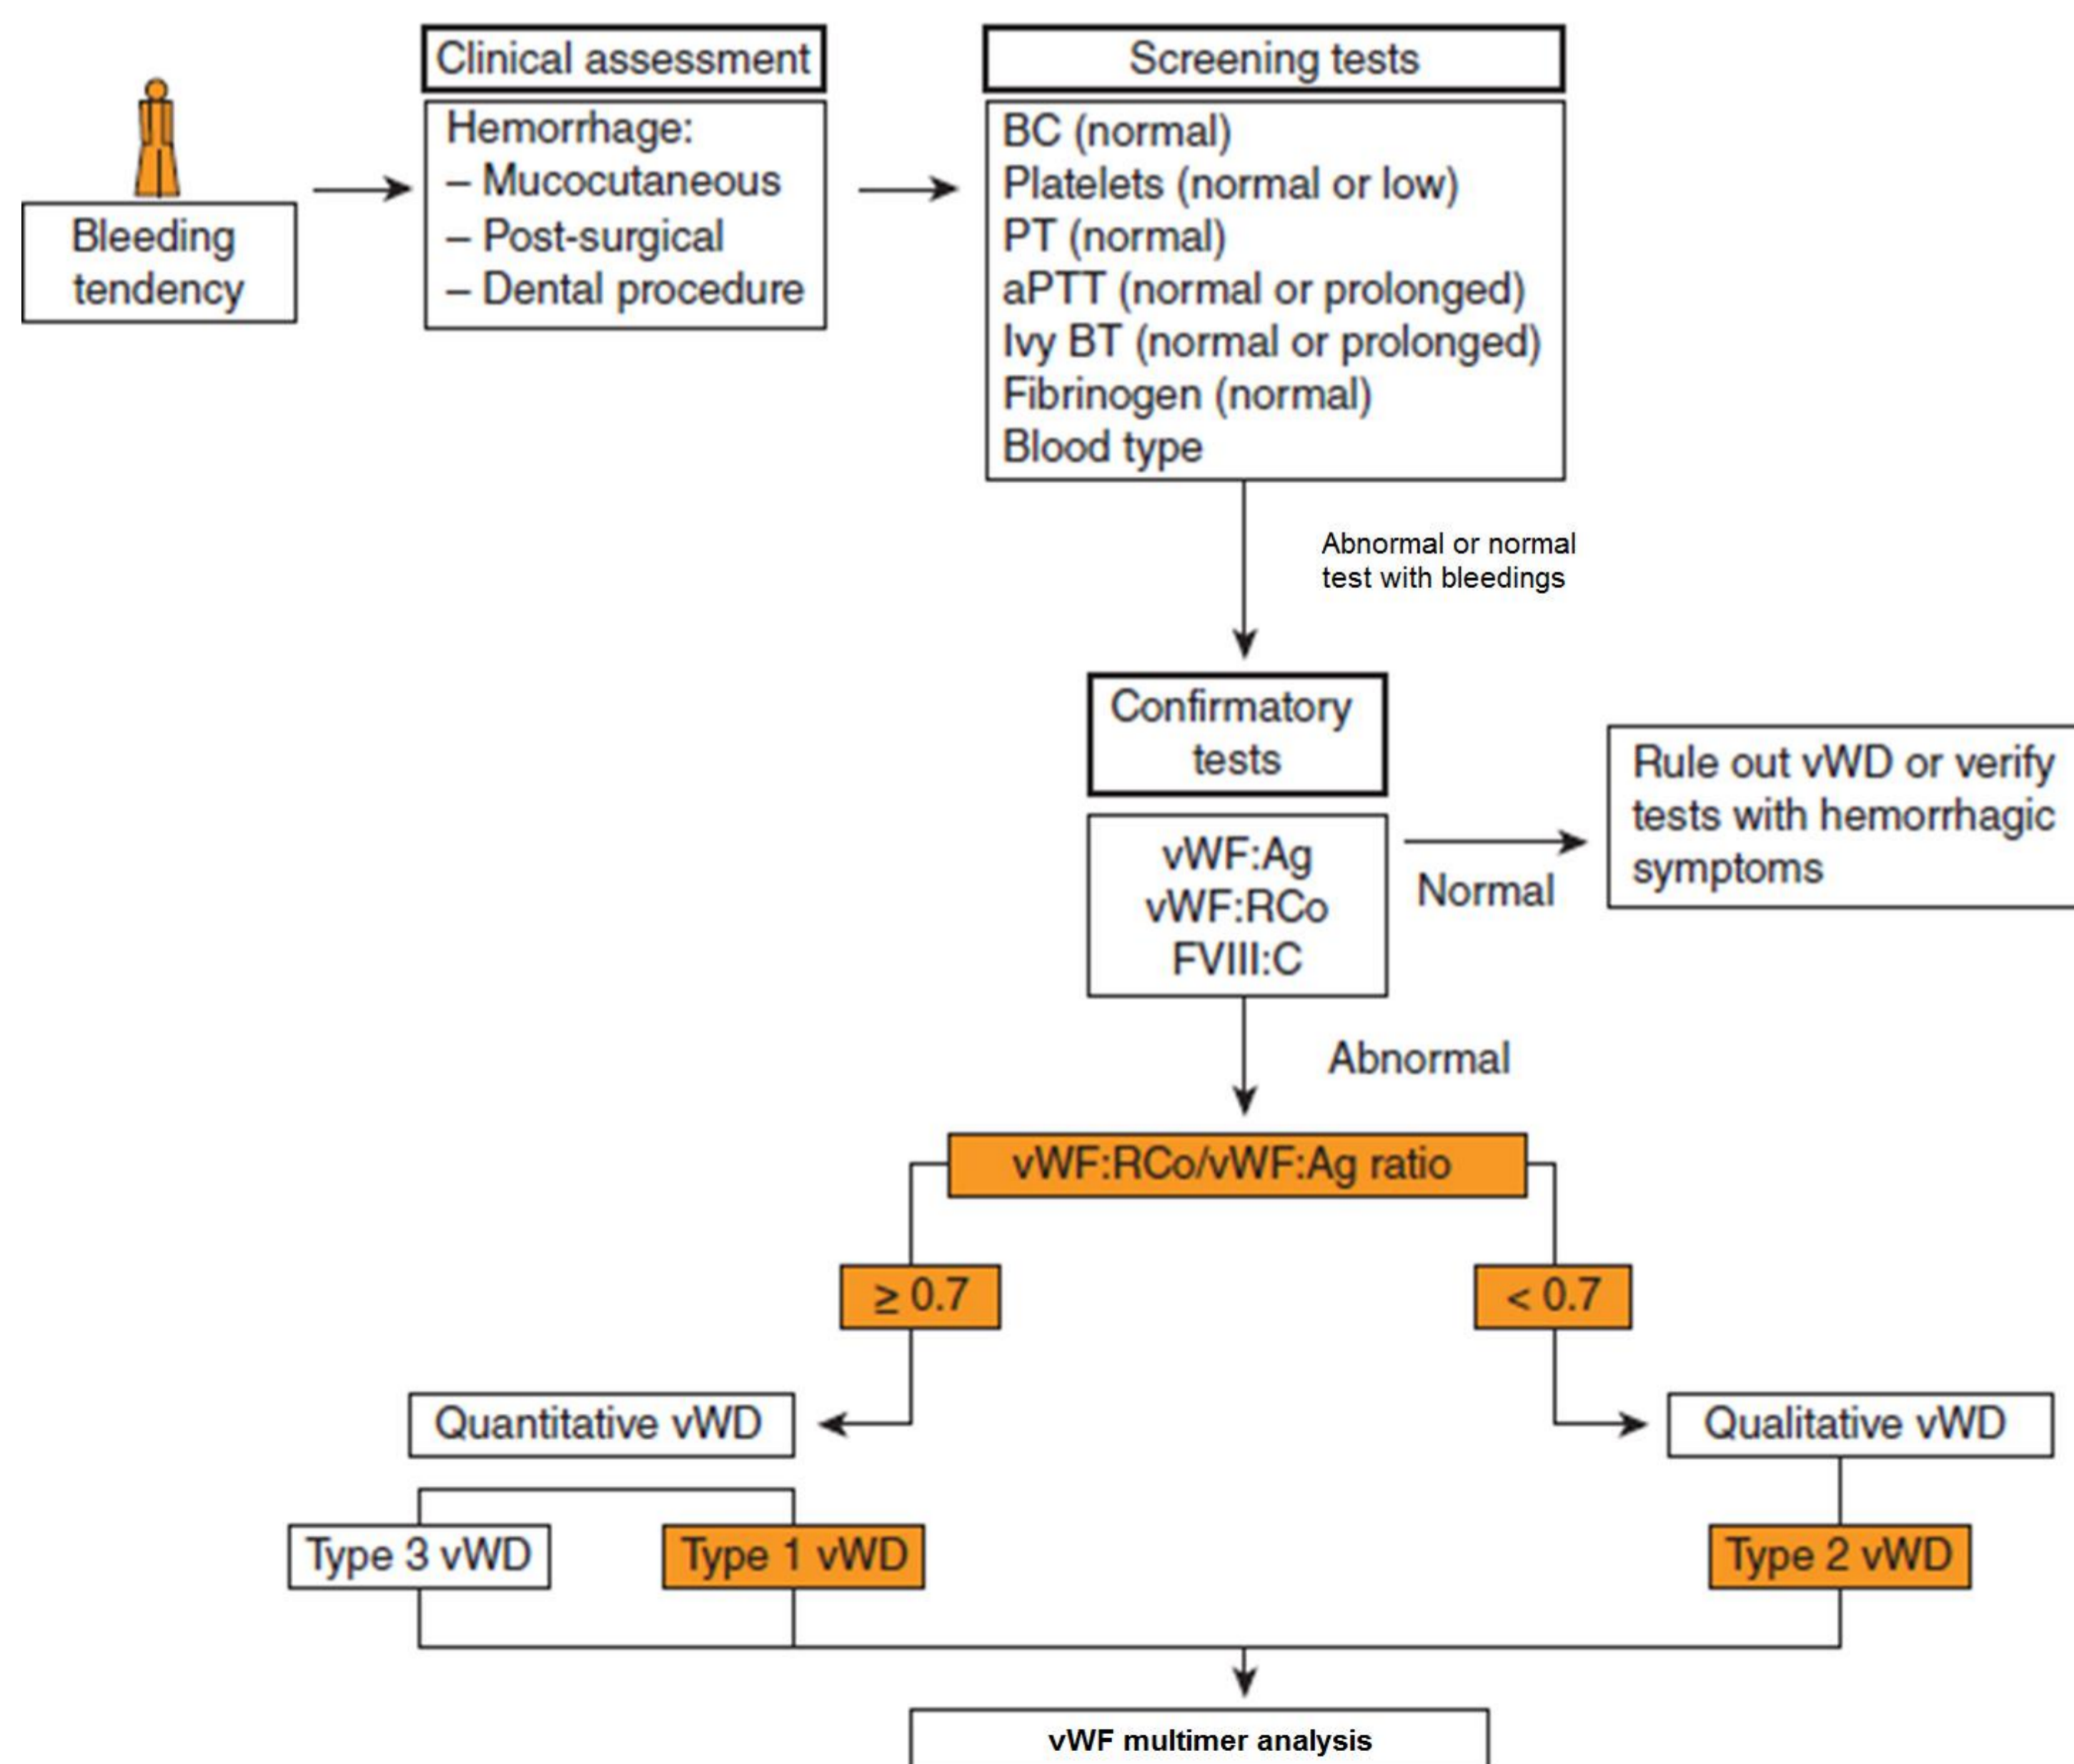 Bleeding
tendency
Clinical assessment
Hemorrhage:
– Mucocutaneous
– Post-surgical
– Dental procedure
Screening tests
BC (normal)
Platelets (normal or low)
PT (normal)
aPTT (normal or prolonged)
Ivy BT (normal or prolonged)
Fibrinogen (normal)
Blood type
Abnormal or normal
test with bleedings
Confirmatory
tests
vWF:Ag
vWF:RCo
FVIII:C
Normal
Rule out vWD or verify
tests with hemorrhagic
symptoms
Abnormal
vWF:RCo/vWF:Ag ratio
≥ 0.7
< 0.7
Quantitative vWD
Qualitative vWD
Type 3 vWD
Type 1 vWD
Type 2 vWD
vWF multimer analysis